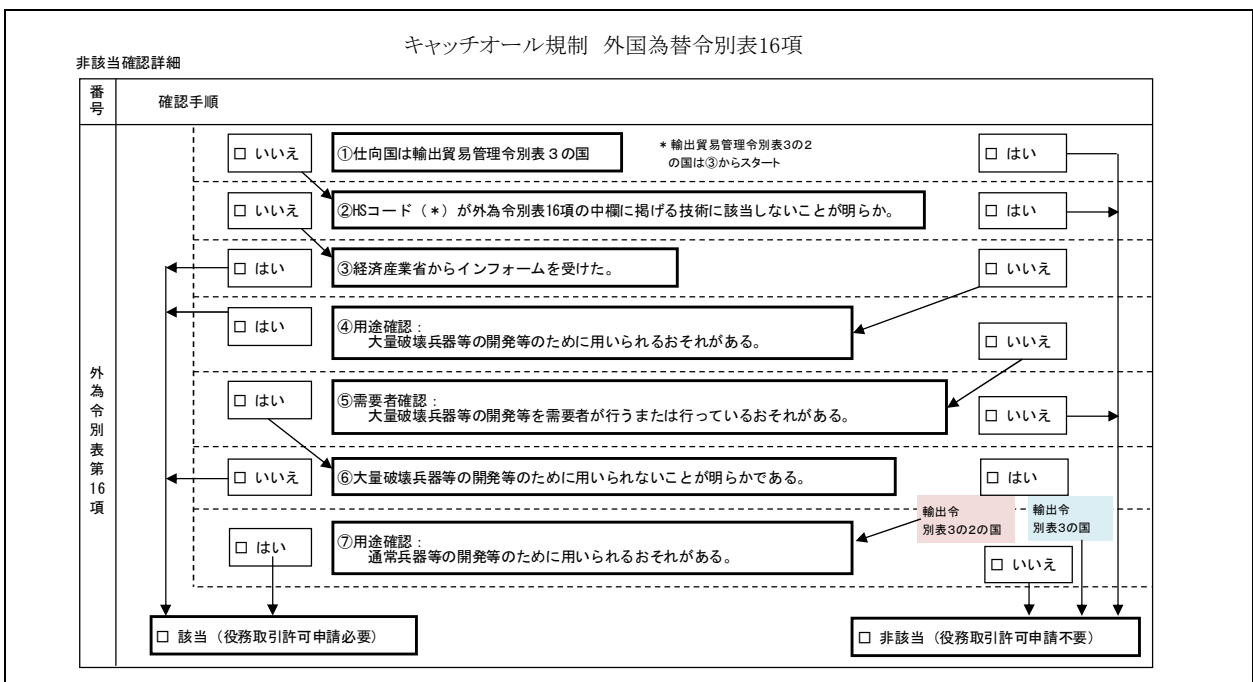 キャッチオール規制 外国為替令別表16項
非該当確認詳細
番号
確認手順
外為令別表第16項
□ いいえ
①仕向国は輸出貿易管理令別表３の国
＊輸出貿易管理令別表3の2
の国は③からスタート
□ はい
□ いいえ
②HSコード（＊）が外為令別表16項の中欄に掲げる技術に該当しないことが明らか。
□ はい
□ はい
③経済産業省からインフォームを受けた。
□ いいえ
□ はい
④用途確認：
大量破壊兵器等の開発等のために用いられるおそれがある。
□ いいえ
□ はい
⑤需要者確認：
大量破壊兵器等の開発等を需要者が行うまたは行っているおそれがある。
□ いいえ
□ いいえ
⑥大量破壊兵器等の開発等のために用いられないことが明らかである。
□ はい
輸出令
別表3の2の国
輸出令
別表3の国
□ はい
⑦用途確認：
通常兵器等の開発等のために用いられるおそれがある。
□ いいえ
□ 該当（役務取引許可申請必要）
□ 非該当（役務取引許可申請不要）